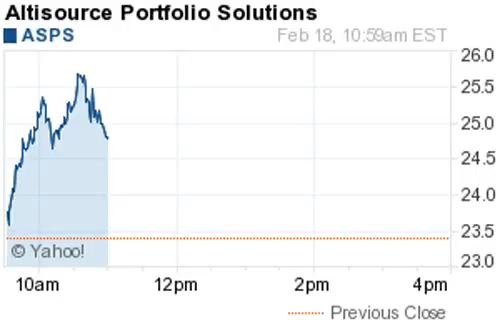 Altisource Portfolio Solutions
ASPS Feb 18, 10:59am EST
26.0
25.5
25.0
24.5
24.0
23.5
23.0
© Yahoo!
10am 12pm 2pm 4pm
Previous Close